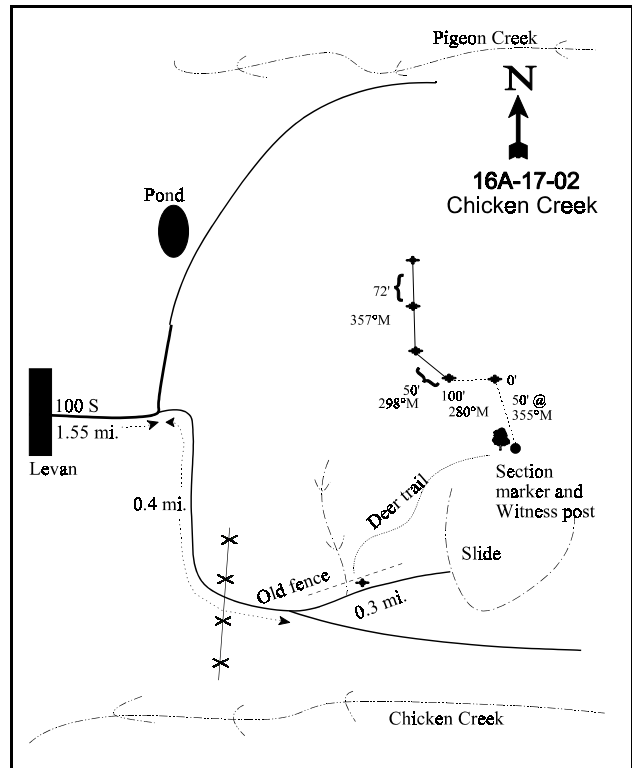 Pigeon Creek
N
16A-17-02
Chicken Creek
Pond
72'
357°M
0'
50'
298°M
100'
280°M
50' @
355°M
100 S
1.55 mi.
Levan
Section
marker and
Witness post
0.4 mi.
Deer trail
Slide
Old fence
0.3 mi.
Chicken Creek